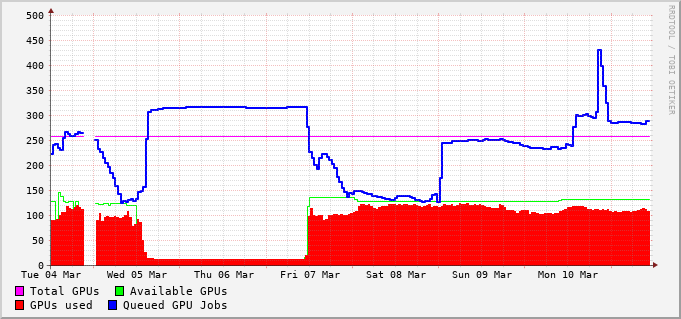 500
450
400
350
300
250
200
150
100
50
0
Tue 04 Mar Wed 05 Mar Thu 06 Mar Fri 07 Mar Sat 08 Mar Sun 09 Mar Mon 10 Mar
Total GPUs Available GPUs
GPUs used Queued GPU Jobs
RRDTOOL / TOBI OETIKER